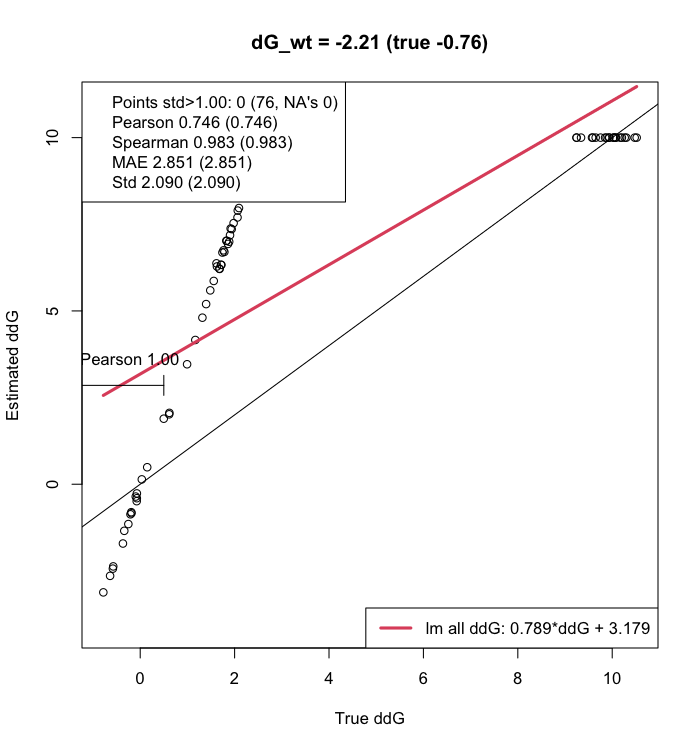 dG_wt = -2.21 (true -0.76)
Points std>1.00: 0 (76, NA's 0)
Pearson 0.746 (0.746)
Spearman 0.983 (0.983)
MAE 2.851 (2.851)
Std 2.090 (2.090)
10
5
0
Estimated ddG
Pearson 1.00
lm all ddG: 0.789*ddG + 3.179
0 2 4 6 8 10
True ddG